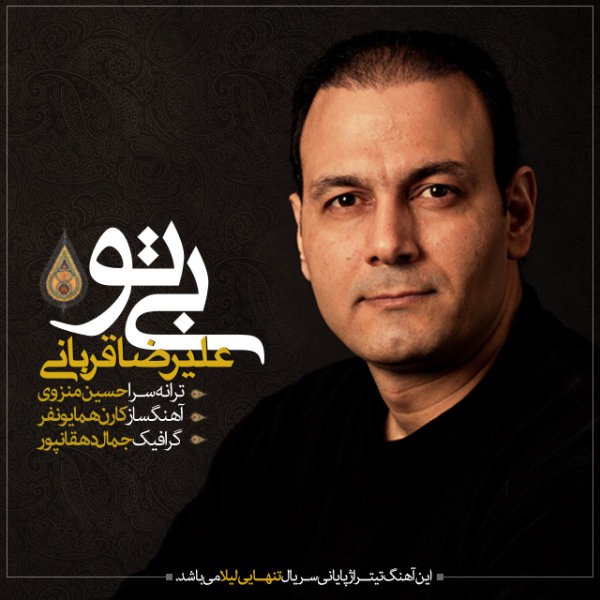 بی تو
علیرضا قربانی
ترانه سرا حسین منزوی
آهنگساز کارن همایونفر
گرافیک جمال دهقانپور
این آهنگ تیتراژ پایانی سریال تنهایی لیلا می باشد.